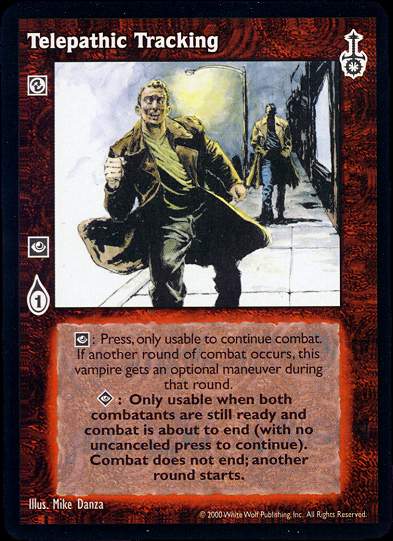 Telepathic Tracking
1
: Press, only usable to continue combat.
If another round of combat occurs, this
vampire gets an optional maneuver during
that round.
: Only usable when both
combatants are still ready and
combat is about to end (with no
uncanceled press to continue).
Combat does not end; another
round starts.
Illus. Mike Danza
© 2000 White Wolf Publishing, Inc. All Rights Reserved.